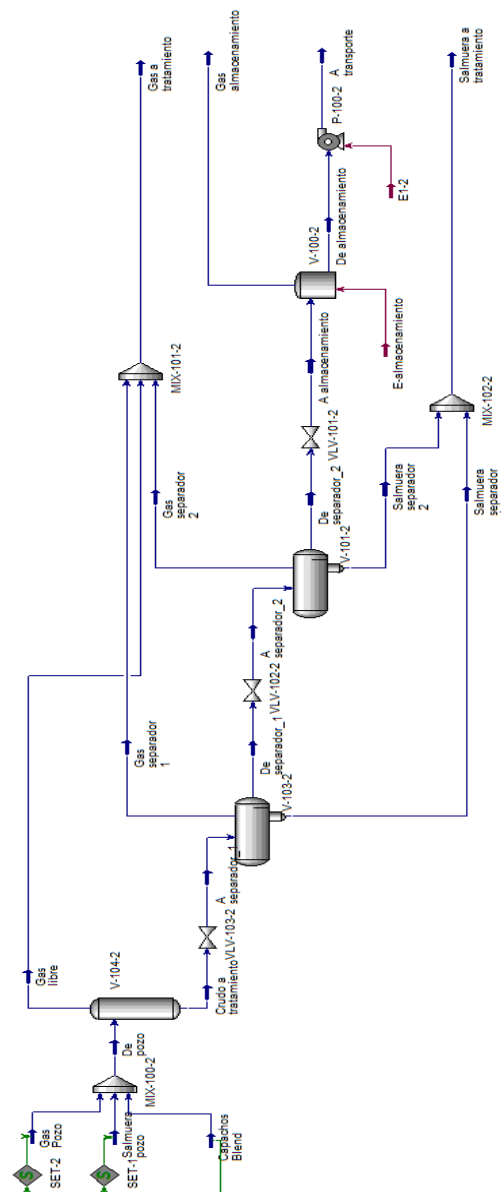 SET-2
Gas
Pozo
SET-1
Salmuera
pozo
Capachos
Blend
MIX-100-2
De
pozo
V-104-2
Gas
libre
Crudo a
tratamiento
VLV-103-2
A
separador_1
V-103-2
Gas
separador
1
De
separador_1
VLV-102-2
A
separador_2
V-101-2
Gas
separador
2
De
separador_2
VLV-101-2
A almacenamiento
Salmuera
separador
2
Salmuera
separador
MIX-101-2
MIX-102-2
E-almacenamiento
V-100-2
De almacenamiento
E1-2
P-100-2
A
transporte
Gas
almacenamiento
Gas a
tratamiento
Salmuera a
tratamiento
S
S